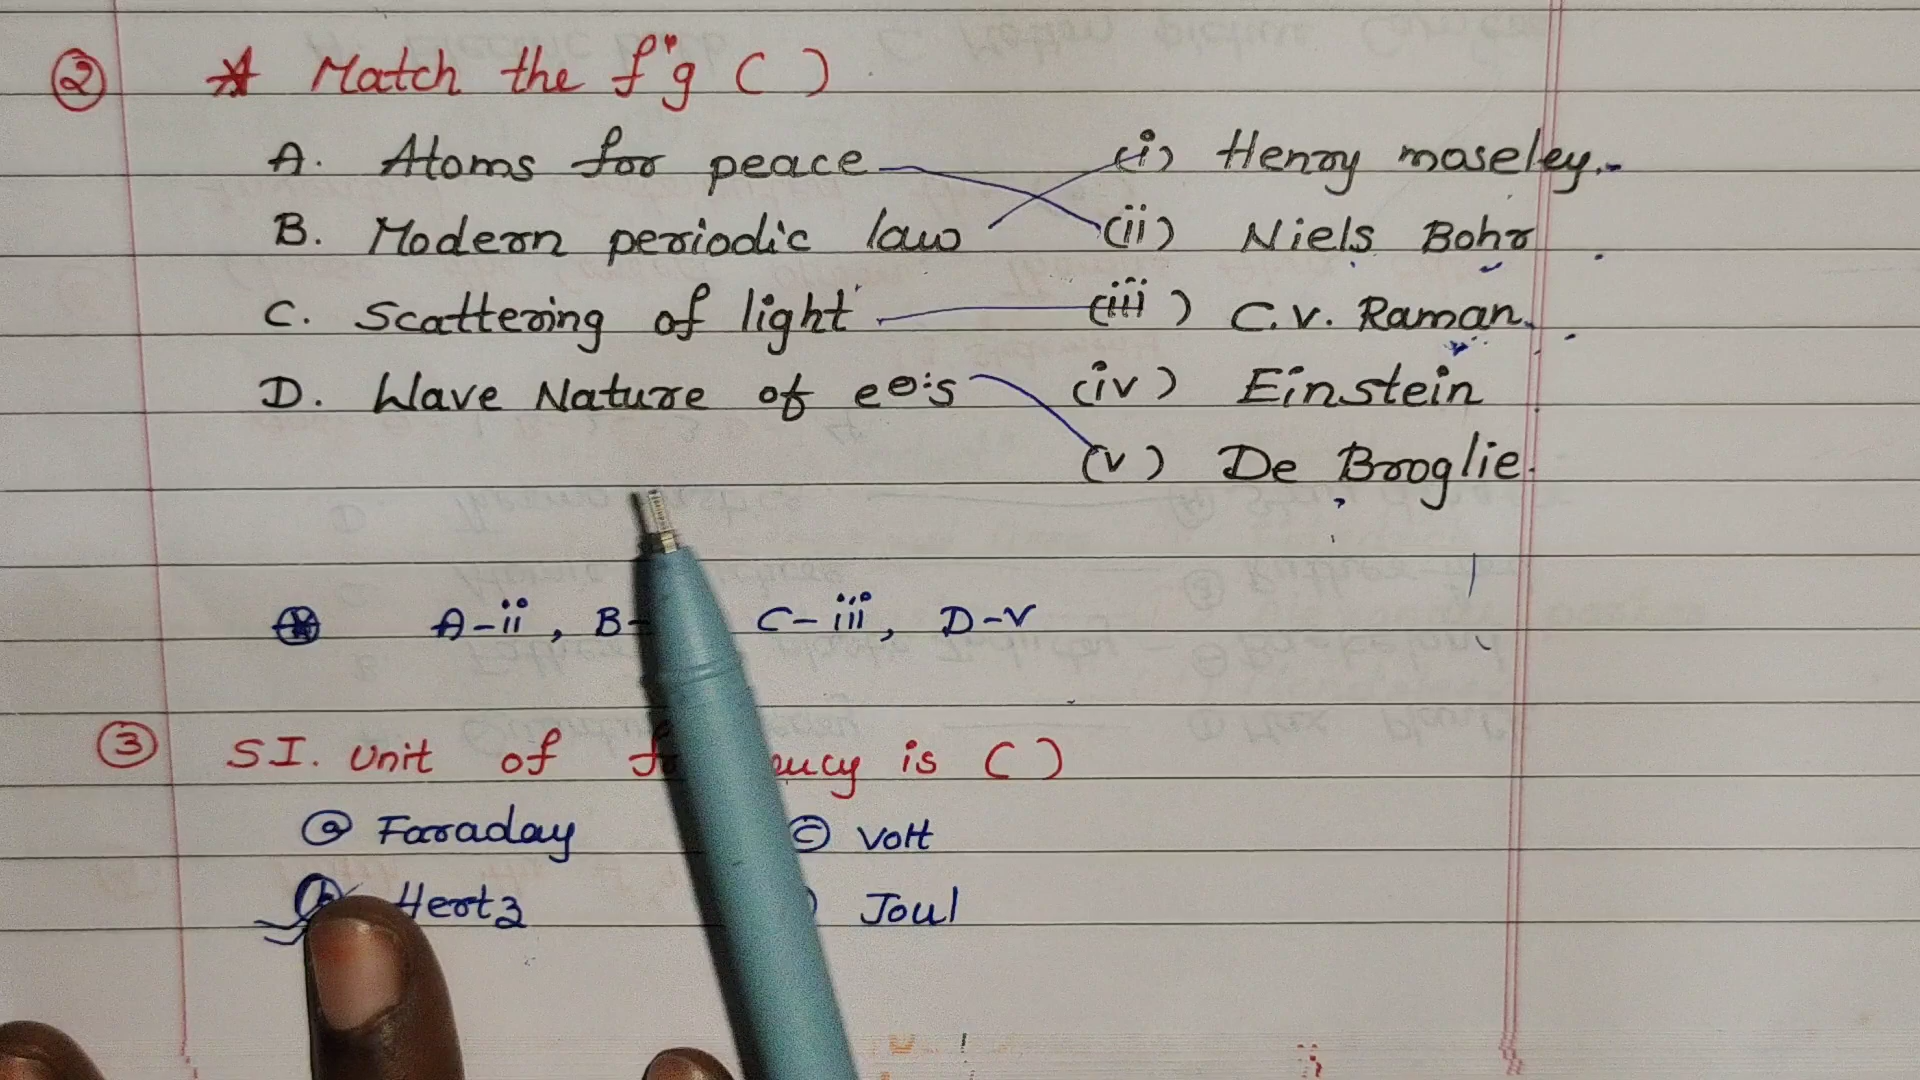 ② * Match the f"g ( )
A. Atoms for peace (i) Henry moseley.
B. Modern periodic law (ii) Niels Bohr
C. Scattering of light (iii) C.V. Raman.
D. Wave Nature of e⊖'s (iv) Einstein
(v) De Broglie.
A-ii, B- C-iii, D-V
③ S.I. Unit of is ( )
ⓐ Faraday ⓒ Volt
ⓑ Hertz Joul